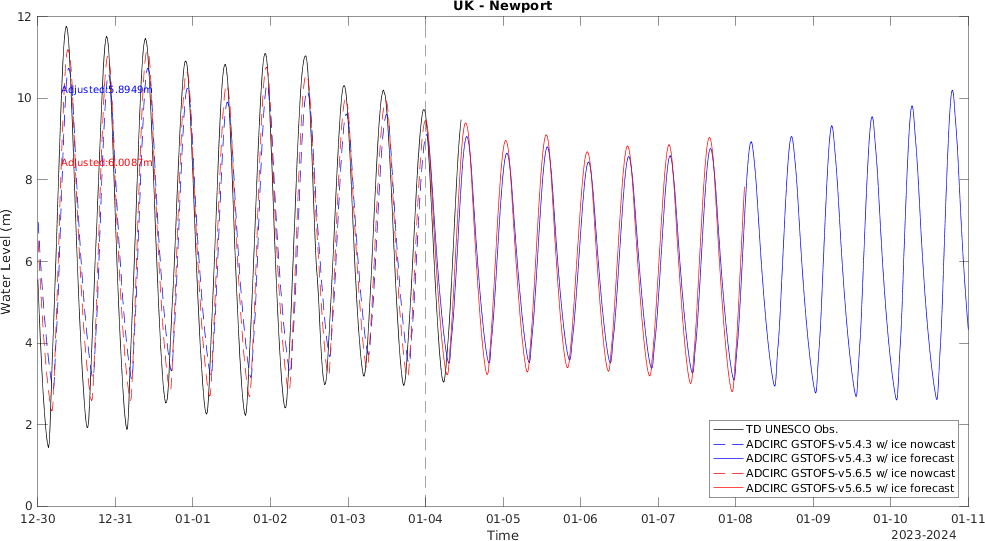 UK - Newport
12
10
8
6
4
2
0
Water Level (m)
Adjusted:5.8949m
Adjusted:6.0087m
TD UNESCO Obs.
ADCIRC GSTOFS-v5.4.3 w/ ice nowcast
ADCIRC GSTOFS-v5.4.3 w/ ice forecast
ADCIRC GSTOFS-v5.6.5 w/ ice nowcast
ADCIRC GSTOFS-v5.6.5 w/ ice forecast
12-30 12-31 01-01 01-02 01-03 01-04 01-05 01-06 01-07 01-08 01-09 01-10 01-11
Time
2023-2024